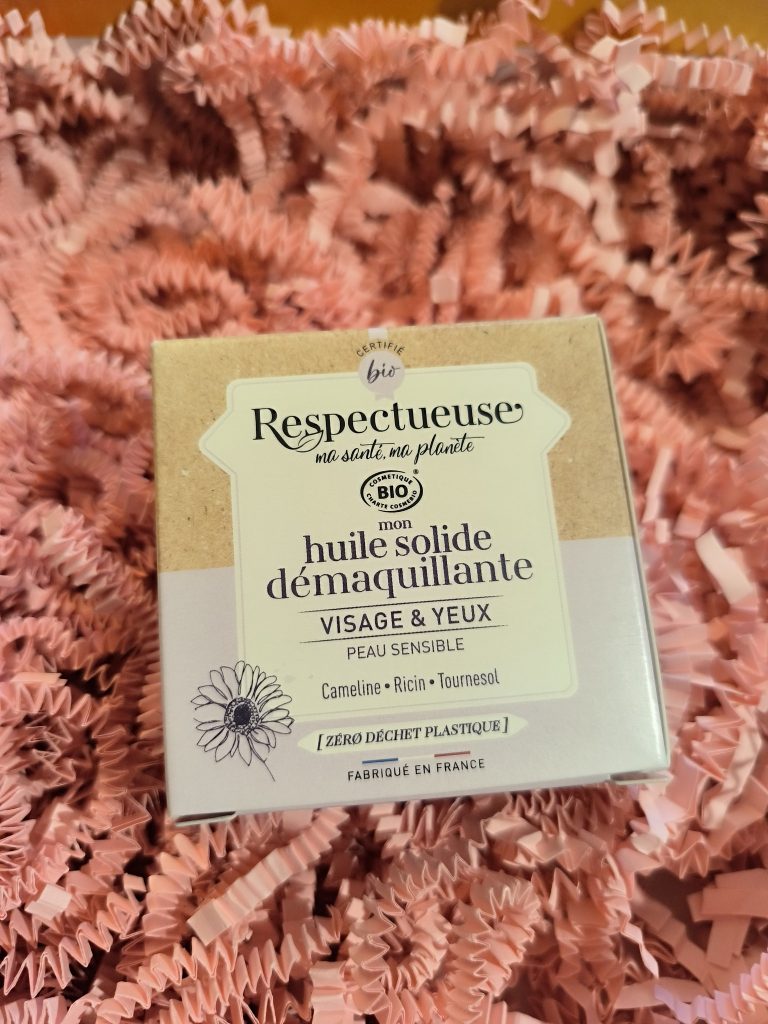 CERTIFIÉ
bio
Respectueuse
ma santé, ma planète
COSMETIQUE
BIO
CHARTE COSMEBIO
mon
huile solide
démaquillante
VISAGE & YEUX
PEAU SENSIBLE
Cameline • Ricin • Tournesol
[ ZÉRØ DÉCHET PLASTIQUE ]
FABRIQUÉ EN FRANCE